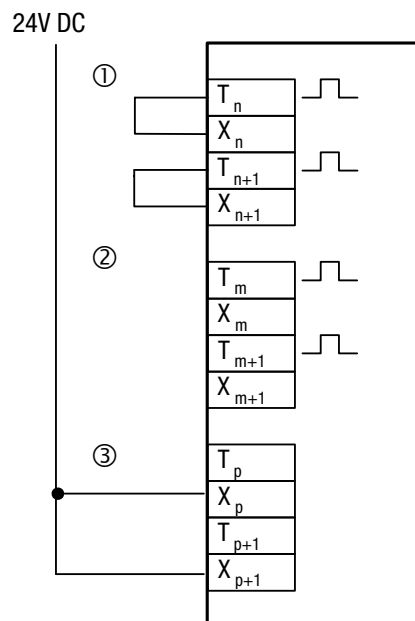 24V DC
①
Tn
Xn
Tn+1
Xn+1
②
Tm
Xm
Tm+1
Xm+1
③
Tp
Xp
Tp+1
Xp+1